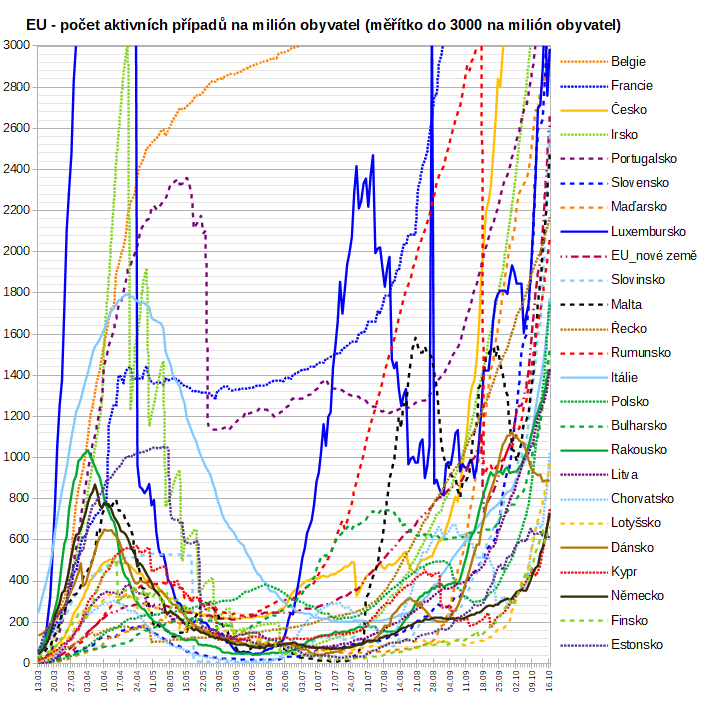 EU - počet aktivních případů na milión obyvatel (měřítko do 3000 na milión obyvatel)
3000
2800
2600
2400
2200
2000
1800
1600
1400
1200
1000
800
600
400
200
0
13.03
20.03
27.03
03.04
10.04
17.04
24.04
01.05
08.05
15.05
22.05
29.05
05.06
12.06
19.06
26.06
03.07
10.07
17.07
24.07
31.07
07.08
14.08
21.08
28.08
04.09
11.09
18.09
25.09
02.10
09.10
16.10
Belgie
Francie
Česko
Irsko
Portugalsko
Slovensko
Maďarsko
Luxembursko
EU_nové země
Slovinsko
Malta
Řecko
Rumunsko
Itálie
Polsko
Bulharsko
Rakousko
Litva
Chorvatsko
Lotyšsko
Dánsko
Kypr
Německo
Finsko
Estonsko